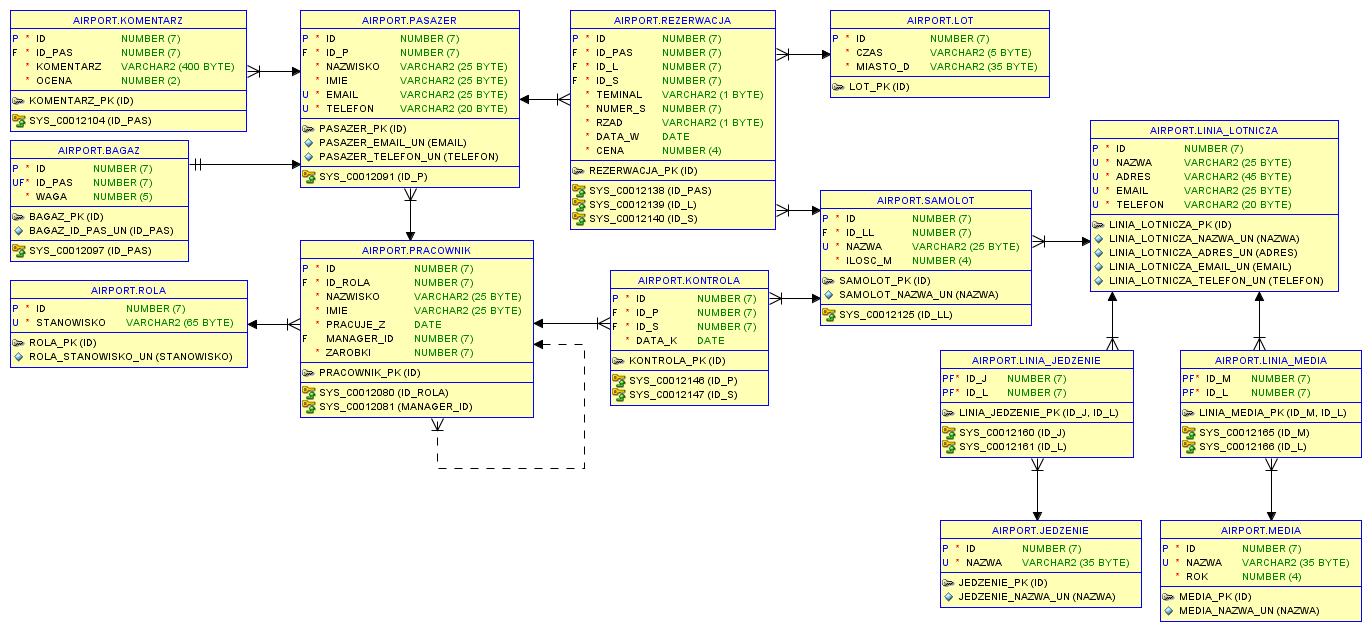 AIRPORT.KOMENTARZ
P * ID NUMBER (7)
F * ID_PAS NUMBER (7)
* KOMENTARZ VARCHAR2 (400 BYTE)
* OCENA NUMBER (2)
KOMENTARZ_PK (ID)
SYS_C0012104 (ID_PAS)
AIRPORT.PASAZER
P * ID NUMBER (7)
F * ID_P NUMBER (7)
* NAZWISKO VARCHAR2 (25 BYTE)
* IMIE VARCHAR2 (25 BYTE)
U * EMAIL VARCHAR2 (25 BYTE)
U * TELEFON VARCHAR2 (20 BYTE)
PASAZER_PK (ID)
PASAZER_EMAIL_UN (EMAIL)
PASAZER_TELEFON_UN (TELEFON)
SYS_C0012091 (ID_P)
AIRPORT.REZERWACJA
P * ID NUMBER (7)
F * ID_PAS NUMBER (7)
F * ID_L NUMBER (7)
F * ID_S NUMBER (7)
* TEMINAL VARCHAR2 (1 BYTE)
* NUMER_S NUMBER (7)
* RZAD VARCHAR2 (1 BYTE)
* DATA_W DATE
* CENA NUMBER (4)
REZERWACJA_PK (ID)
SYS_C0012138 (ID_PAS)
SYS_C0012139 (ID_L)
SYS_C0012140 (ID_S)
AIRPORT.LOT
P * ID NUMBER (7)
* CZAS VARCHAR2 (5 BYTE)
* MIASTO_D VARCHAR2 (35 BYTE)
LOT_PK (ID)
AIRPORT.LINIA_LOTNICZA
P * ID NUMBER (7)
U * NAZWA VARCHAR2 (25 BYTE)
U * ADRES VARCHAR2 (45 BYTE)
U * EMAIL VARCHAR2 (25 BYTE)
U * TELEFON VARCHAR2 (20 BYTE)
LINIA_LOTNICZA_PK (ID)
LINIA_LOTNICZA_NAZWA_UN (NAZWA)
LINIA_LOTNICZA_ADRES_UN (ADRES)
LINIA_LOTNICZA_EMAIL_UN (EMAIL)
LINIA_LOTNICZA_TELEFON_UN (TELEFON)
AIRPORT.BAGAZ
P * ID NUMBER (7)
UF* ID_PAS NUMBER (7)
* WAGA NUMBER (5)
BAGAZ_PK (ID)
BAGAZ_ID_PAS_UN (ID_PAS)
SYS_C0012097 (ID_PAS)
AIRPORT.SAMOLOT
P * ID NUMBER (7)
F * ID_LL NUMBER (7)
U * NAZWA VARCHAR2 (25 BYTE)
* ILOSC_M NUMBER (4)
SAMOLOT_PK (ID)
SAMOLOT_NAZWA_UN (NAZWA)
SYS_C0012125 (ID_LL)
AIRPORT.ROLA
P * ID NUMBER (7)
U * STANOWISKO VARCHAR2 (65 BYTE)
ROLA_PK (ID)
ROLA_STANOWISKO_UN (STANOWISKO)
AIRPORT.PRACOWNIK
P * ID NUMBER (7)
F * ID_ROLA NUMBER (7)
* NAZWISKO VARCHAR2 (25 BYTE)
* IMIE VARCHAR2 (25 BYTE)
* PRACUJE_Z DATE
F MANAGER_ID NUMBER (7)
* ZAROBKI NUMBER (7)
PRACOWNIK_PK (ID)
SYS_C0012080 (ID_ROLA)
SYS_C0012081 (MANAGER_ID)
AIRPORT.KONTROLA
P * ID NUMBER (7)
F * ID_P NUMBER (7)
F * ID_S NUMBER (7)
* DATA_K DATE
KONTROLA_PK (ID)
SYS_C0012146 (ID_P)
SYS_C0012147 (ID_S)
AIRPORT.LINIA_JEDZENIE
PF* ID_J NUMBER (7)
PF* ID_L NUMBER (7)
LINIA_JEDZENIE_PK (ID_J, ID_L)
SYS_C0012160 (ID_J)
SYS_C0012161 (ID_L)
AIRPORT.LINIA_MEDIA
PF* ID_M NUMBER (7)
PF* ID_L NUMBER (7)
LINIA_MEDIA_PK (ID_M, ID_L)
SYS_C0012165 (ID_M)
SYS_C0012166 (ID_L)
AIRPORT.JEDZENIE
P * ID NUMBER (7)
U * NAZWA VARCHAR2 (35 BYTE)
JEDZENIE_PK (ID)
JEDZENIE_NAZWA_UN (NAZWA)
AIRPORT.MEDIA
P * ID NUMBER (7)
U * NAZWA VARCHAR2 (35 BYTE)
* ROK NUMBER (4)
MEDIA_PK (ID)
MEDIA_NAZWA_UN (NAZWA)